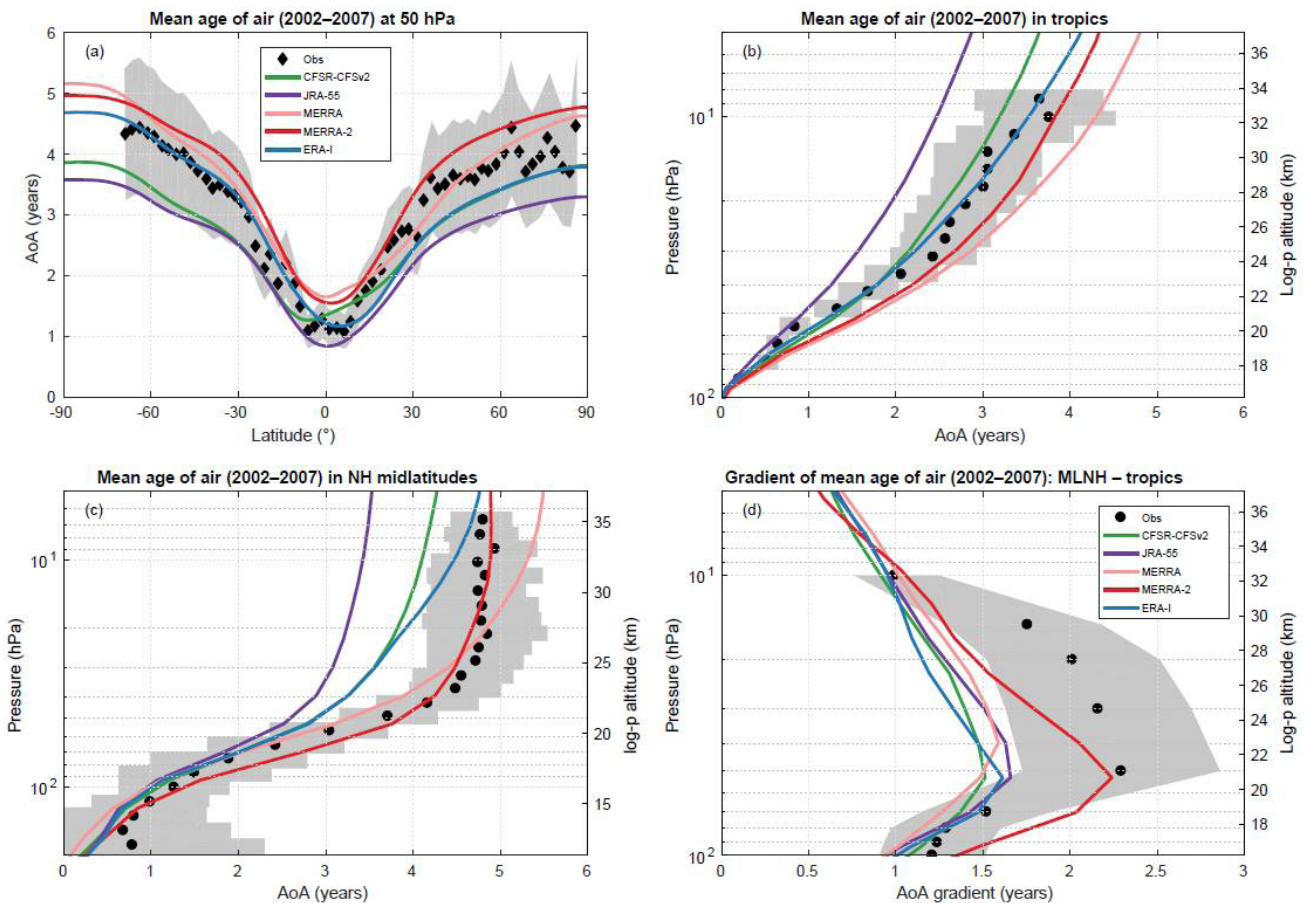 Mean age of air (2002–2007) at 50 hPa
(a)
6
5
4
3
2
1
0
AoA (years)
-90 -60 -30 0 30 60 90
Latitude (°)
Obs
CFSR-CFSv2
JRA-55
MERRA
MERRA-2
ERA-I
Mean age of air (2002–2007) in tropics
(b)
10¹
10²
Pressure (hPa)
36
34
32
30
28
26
24
22
20
18
Log-p altitude (km)
0 1 2 3 4 5 6
AoA (years)
Mean age of air (2002–2007) in NH midlatitudes
(c)
10¹
10²
Pressure (hPa)
35
30
25
20
15
log-p altitude (km)
0 1 2 3 4 5 6
AoA (years)
Gradient of mean age of air (2002–2007): MLNH – tropics
(d)
10¹
10²
Pressure (hPa)
Obs
CFSR-CFSv2
JRA-55
MERRA
MERRA-2
ERA-I
36
34
32
30
28
26
24
22
20
18
Log-p altitude (km)
0 0.5 1 1.5 2 2.5 3
AoA gradient (years)